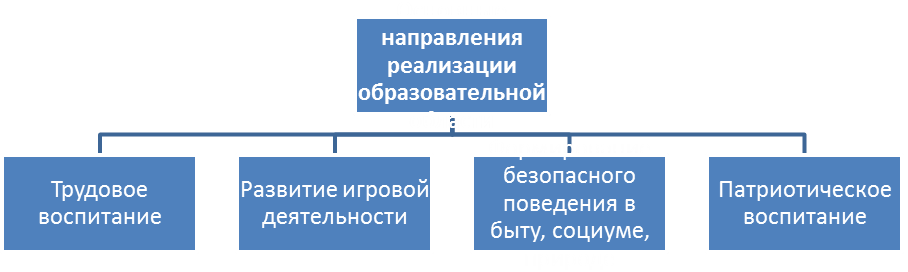 направления
реализации
образовательной
Трудовое
воспитание
Развитие игровой
деятельности
безопасного
поведения в
быту, социуме,
Патриотическое
воспитание